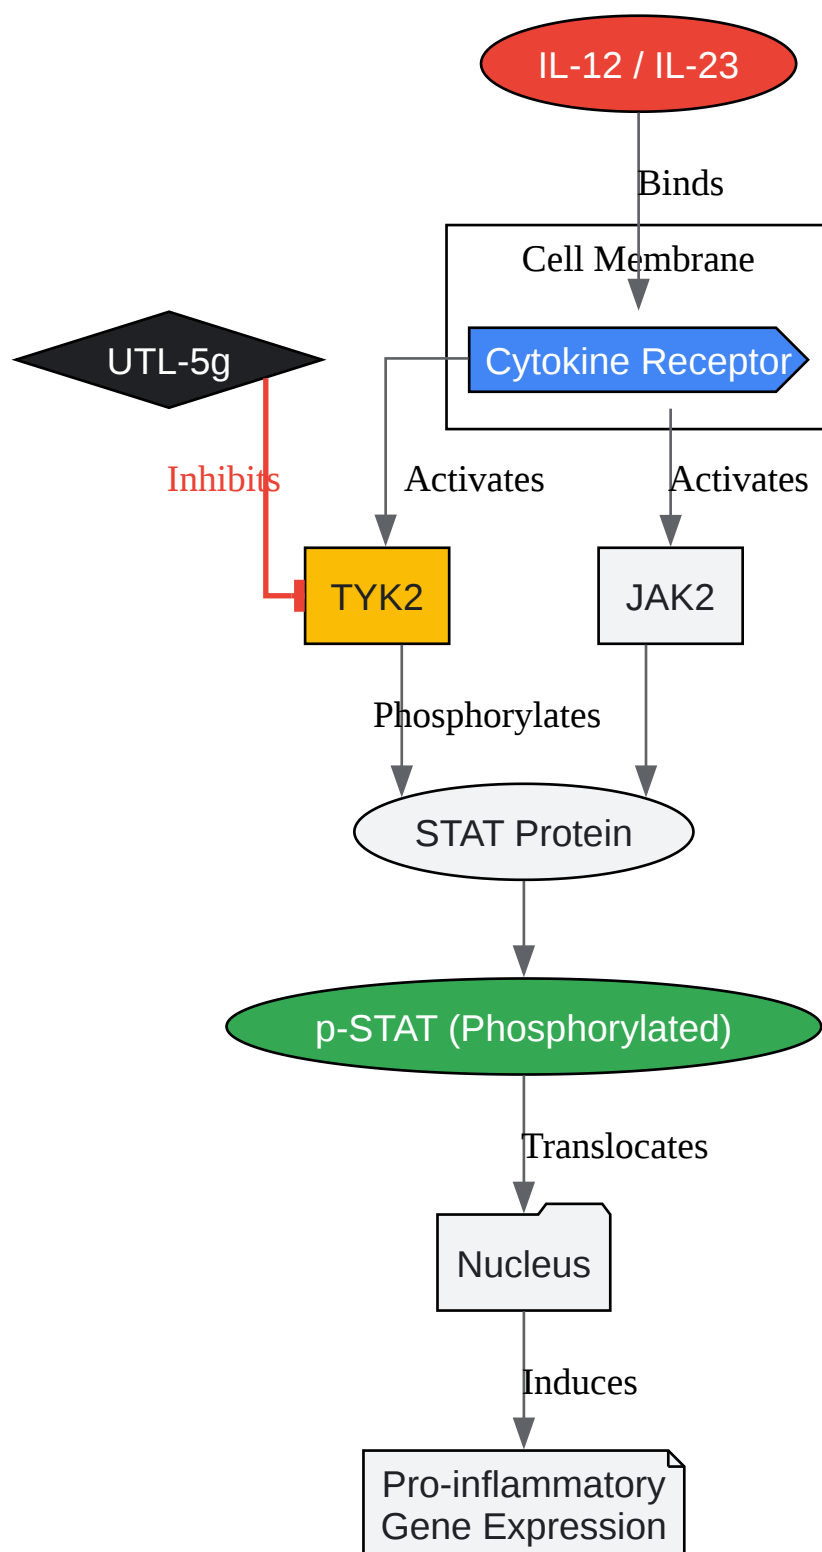 IL-12 / IL-23
Binds
Cell Membrane
UTL-5g
Cytokine Receptor
Inhibits
Activates
Activates
TYK2
JAK2
Phosphorylates
STAT Protein
p-STAT (Phosphorylated)
Translocates
Nucleus
Induces
Pro-inflammatory
Gene Expression